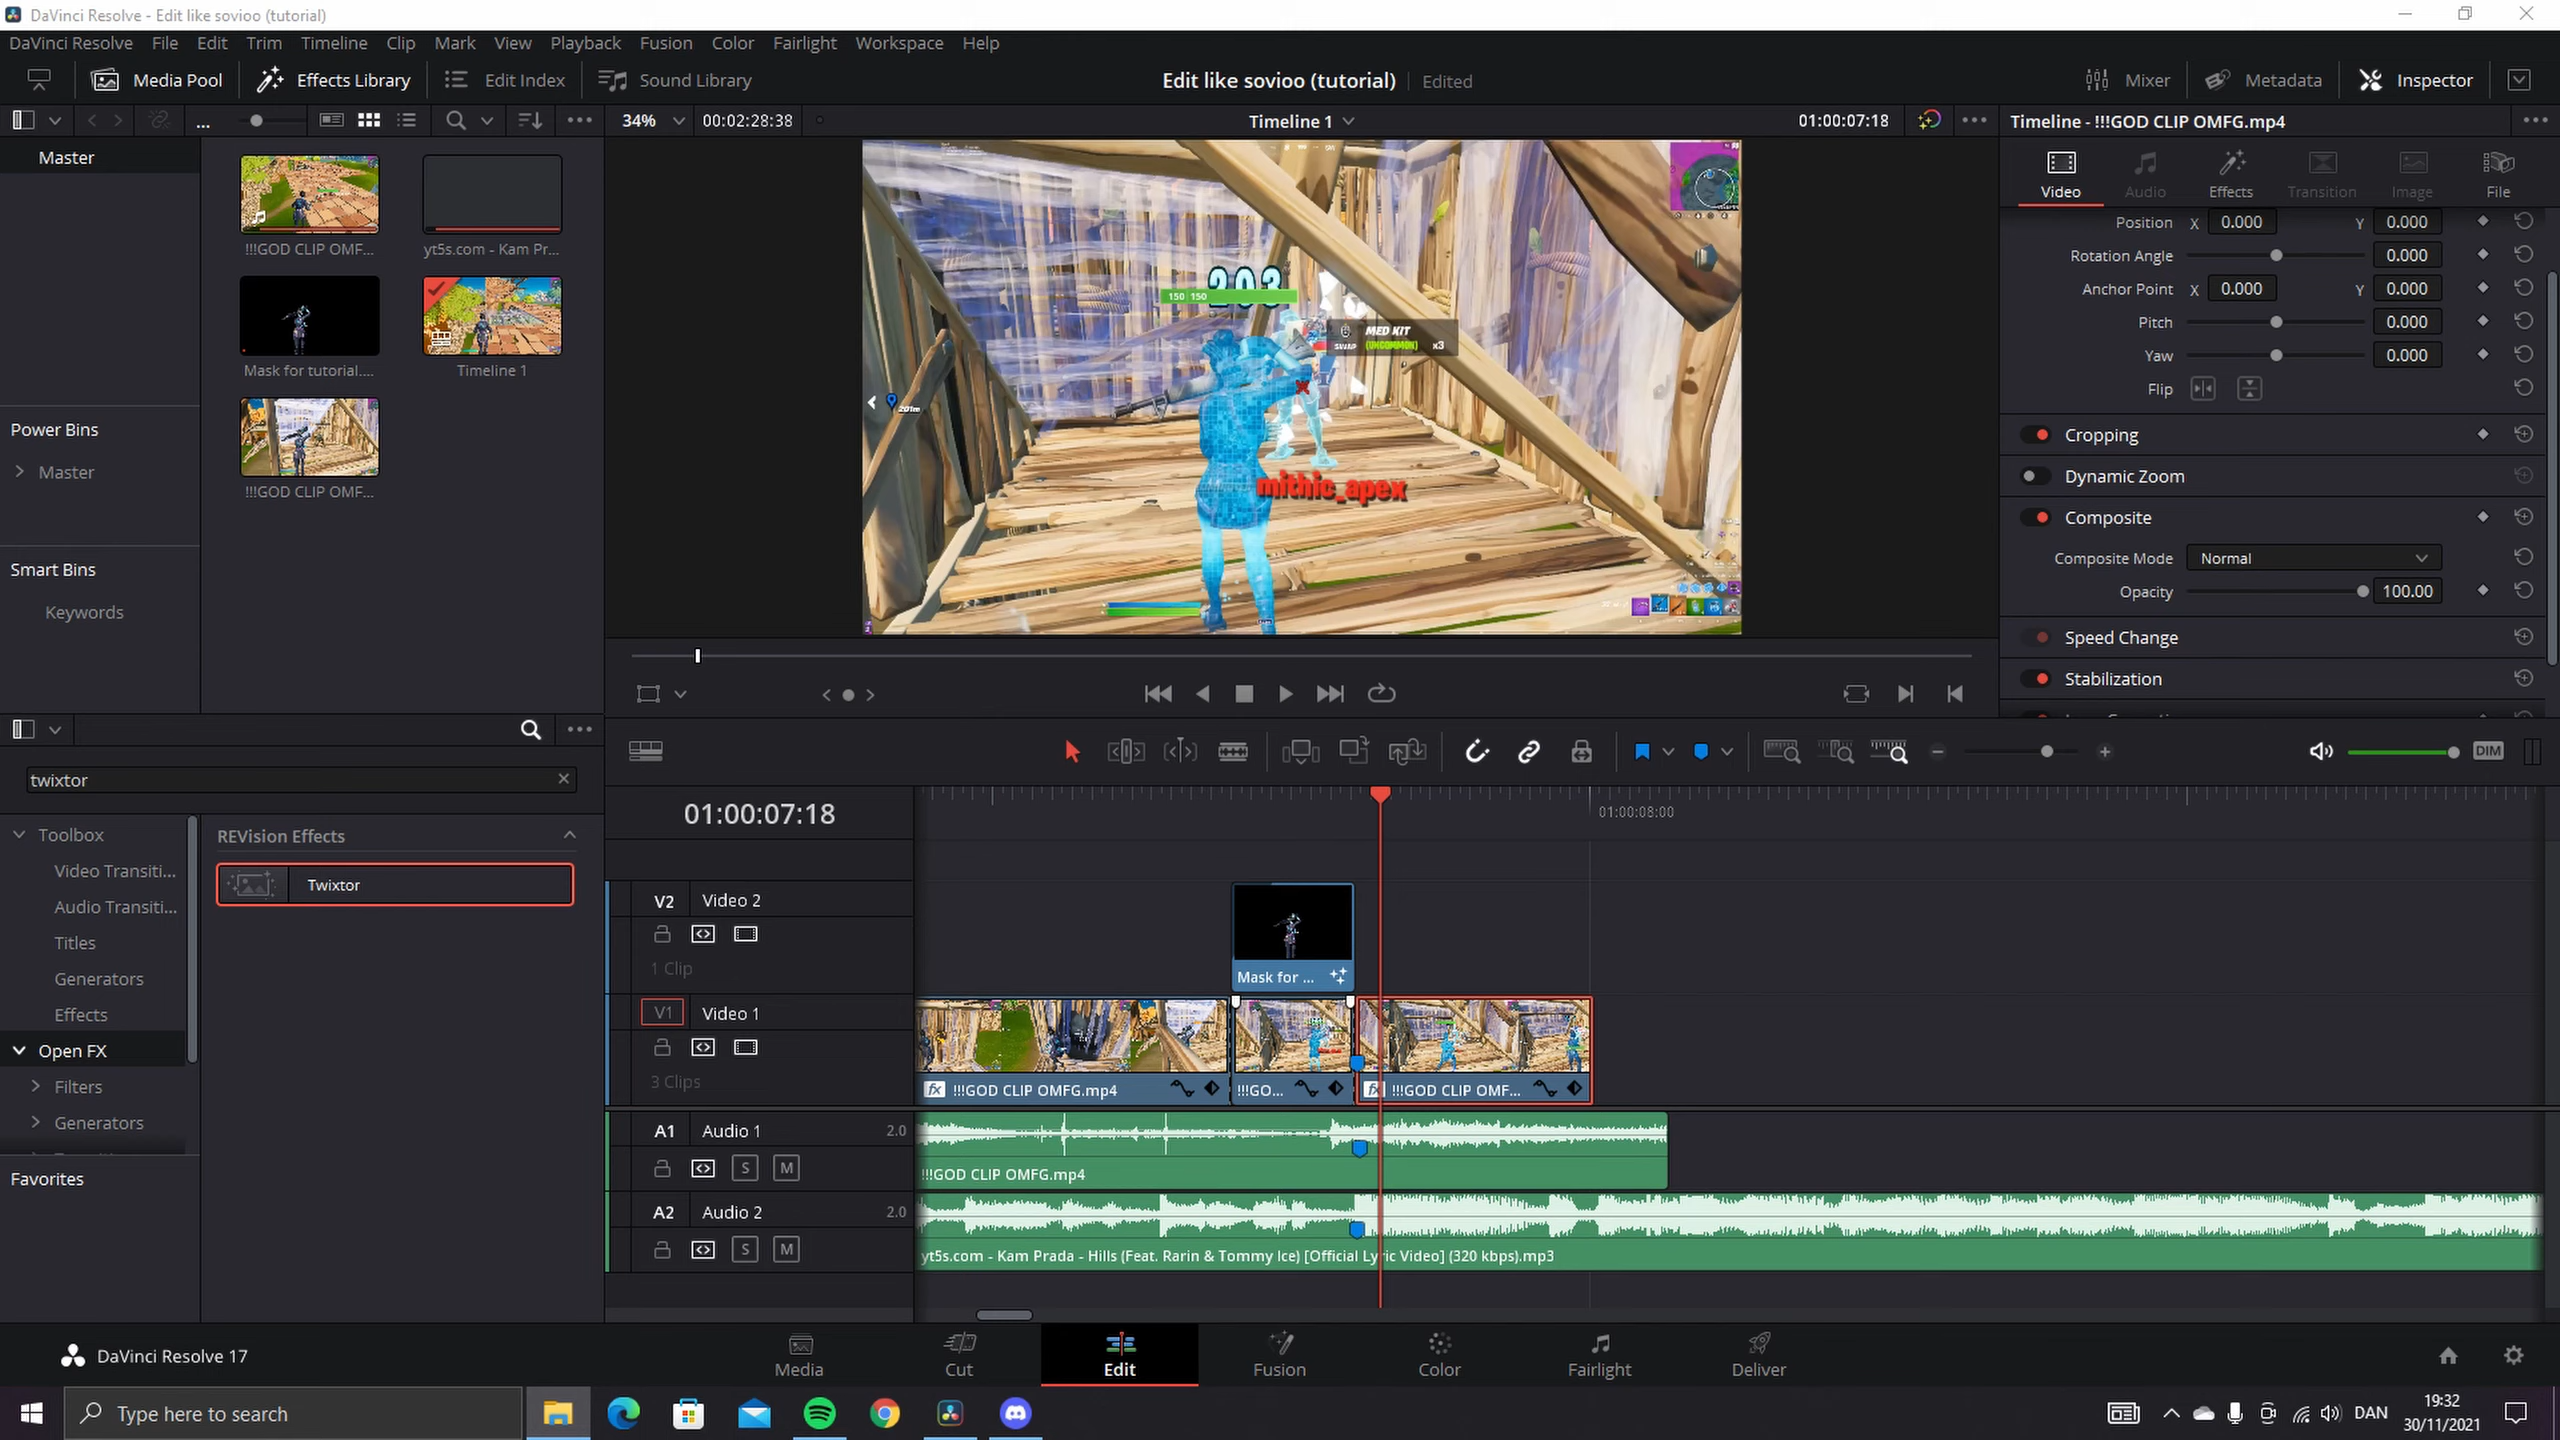 DaVinci Resolve - Edit like sovioo (tutorial)
DaVinci Resolve File Edit Trim Timeline Clip Mark View Playback Fusion Color Fairlight Workspace Help
Media Pool Effects Library Edit Index Sound Library Edit like sovioo (tutorial) Edited Mixer Metadata Inspector
... 34% 00:02:28:38 Timeline 1 01:00:07:18 Timeline - !!!GOD CLIP OMFG.mp4
Master
!!!GOD CLIP OMF... yt5s.com - Kam Pr...
Mask for tutorial.... Timeline 1
!!!GOD CLIP OMF...
Power Bins
Master
Smart Bins
Keywords
203
150 150
MED KIT
SWAP (UNCOMMON) x3
201m
mithic_apex
Video Audio Effects Transition Image File
Position X 0.000 Y 0.000
Rotation Angle 0.000
Anchor Point X 0.000 Y 0.000
Pitch 0.000
Yaw 0.000
Flip
Cropping
Dynamic Zoom
Composite
Composite Mode Normal
Opacity 100.00
Speed Change
Stabilization
DIM
twixtor
Toolbox
Video Transiti...
Audio Transiti...
Titles
Generators
Effects
Open FX
Filters
Generators
Favorites
REVision Effects
Twixtor
01:00:07:18
01:00:08:00
V2 Video 2
1 Clip
Mask for ...
V1 Video 1
3 Clips
fx !!!GOD CLIP OMFG.mp4 !!!GO... fx !!!GOD CLIP OMF...
A1 Audio 1 2.0
S M
!!!GOD CLIP OMFG.mp4
A2 Audio 2 2.0
S M
yt5s.com - Kam Prada - Hills (Feat. Rarin & Tommy Ice) [Official Lyric Video] (320 kbps).mp3
DaVinci Resolve 17
Media Cut Edit Fusion Color Fairlight Deliver
Type here to search
DAN
19:32
30/11/2021